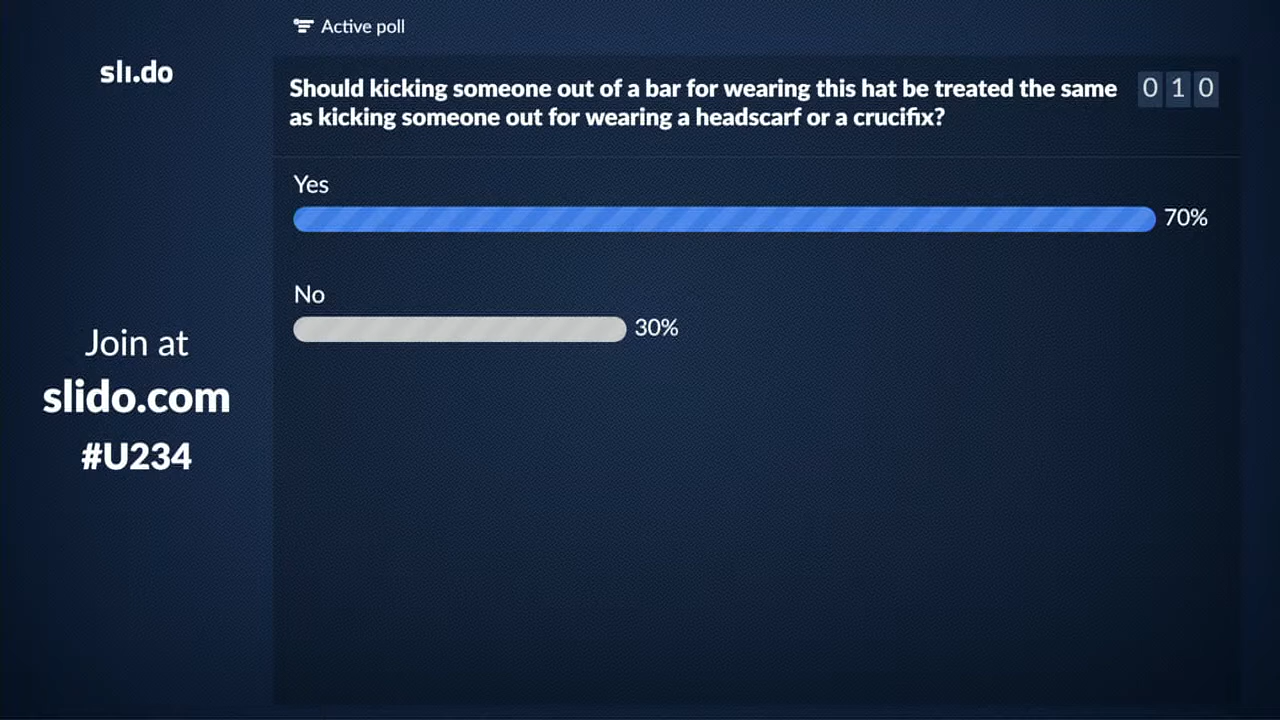 Active poll
sli.do
Should kicking someone out of a bar for wearing this hat be treated the same
as kicking someone out for wearing a headscarf or a crucifix?
0 1 0
Yes
70%
No
30%
Join at
slido.com
#U234